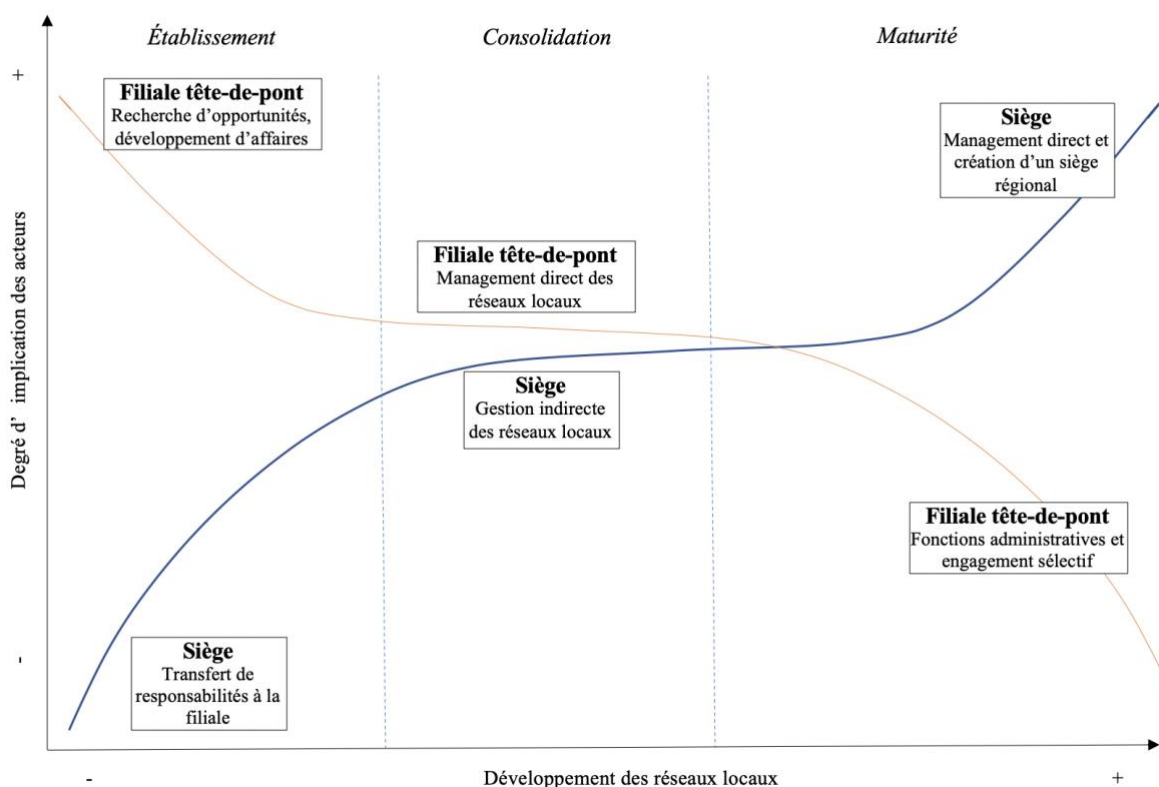 Établissement
Consolidation
Maturité
+
Filiale tête-de-pont
Recherche d’opportunités,
développement d’affaires
Siège
Management direct et
création d’un siège
régional
Filiale tête-de-pont
Management direct des
réseaux locaux
Siège
Gestion indirecte
des réseaux locaux
Filiale tête-de-pont
Fonctions administratives et
engagement sélectif
Siège
Transfert de
responsabilités à la
filiale
Degré d’ implication des acteurs
-
-
Développement des réseaux locaux
+